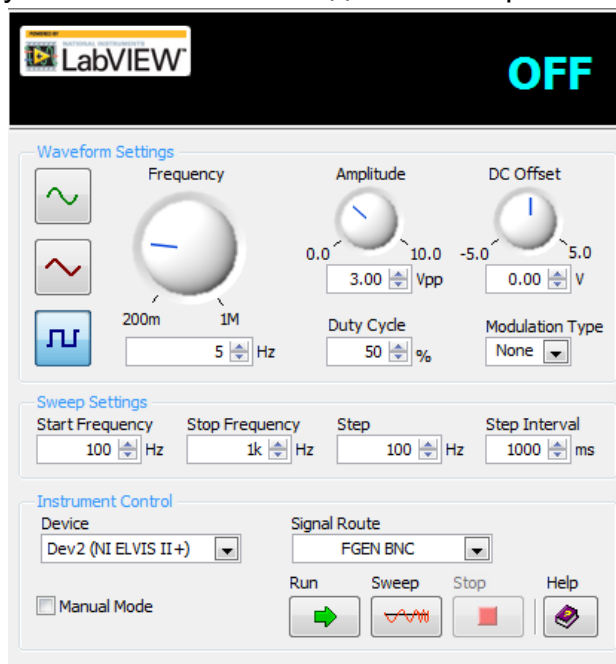 POWERED BY
NATIONAL INSTRUMENTS
LabVIEW™
OFF
Waveform Settings
Frequency
Amplitude
DC Offset
0.0 10.0
-5.0 5.0
3.00 Vpp
0.00 V
200m 1M
Duty Cycle
Modulation Type
5 Hz
50 %
None
Sweep Settings
Start Frequency Stop Frequency Step Step Interval
100 Hz 1k Hz 100 Hz 1000 ms
Instrument Control
Device Signal Route
Dev2 (NI ELVIS II+) FGEN BNC
Run Sweep Stop Help
Manual Mode